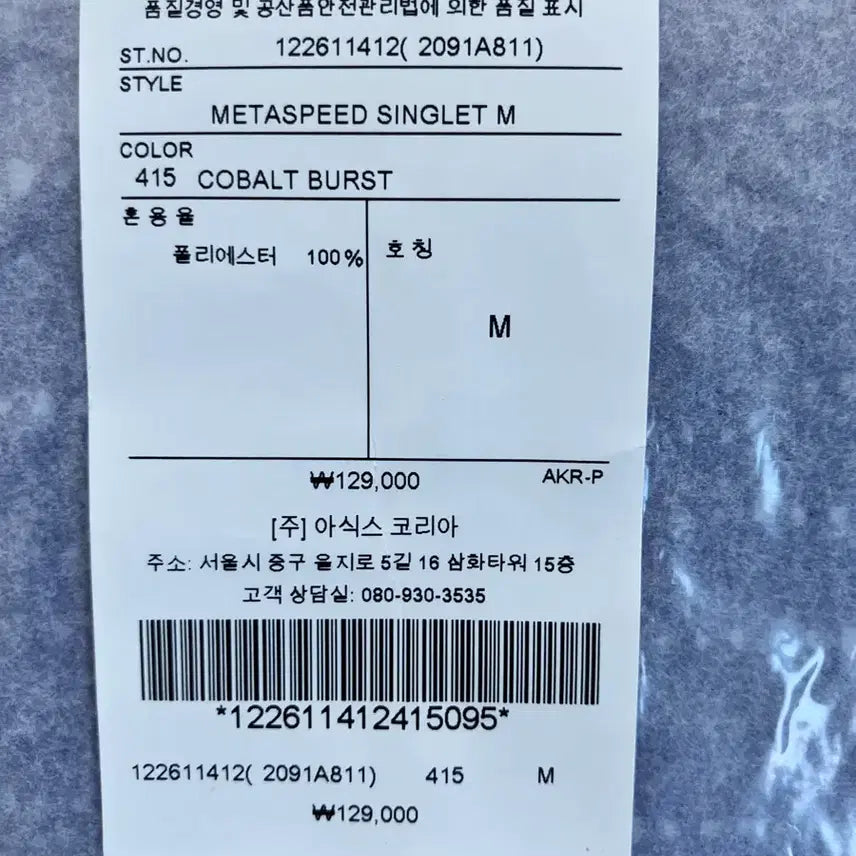 품질경영 및 공산품안전관리법에 의한 품질 표시
ST.NO. 122611412( 2091A811)
STYLE
METASPEED SINGLET M
COLOR
415 COBALT BURST
혼용율
폴리에스터 100%
호칭
M
₩129,000 AKR-P
[주] 아식스 코리아
주소: 서울시 중구 을지로 5길 16 삼화타워 15층
고객 상담실: 080-930-3535
*122611412415095*
122611412( 2091A811) 415 M
₩129,000